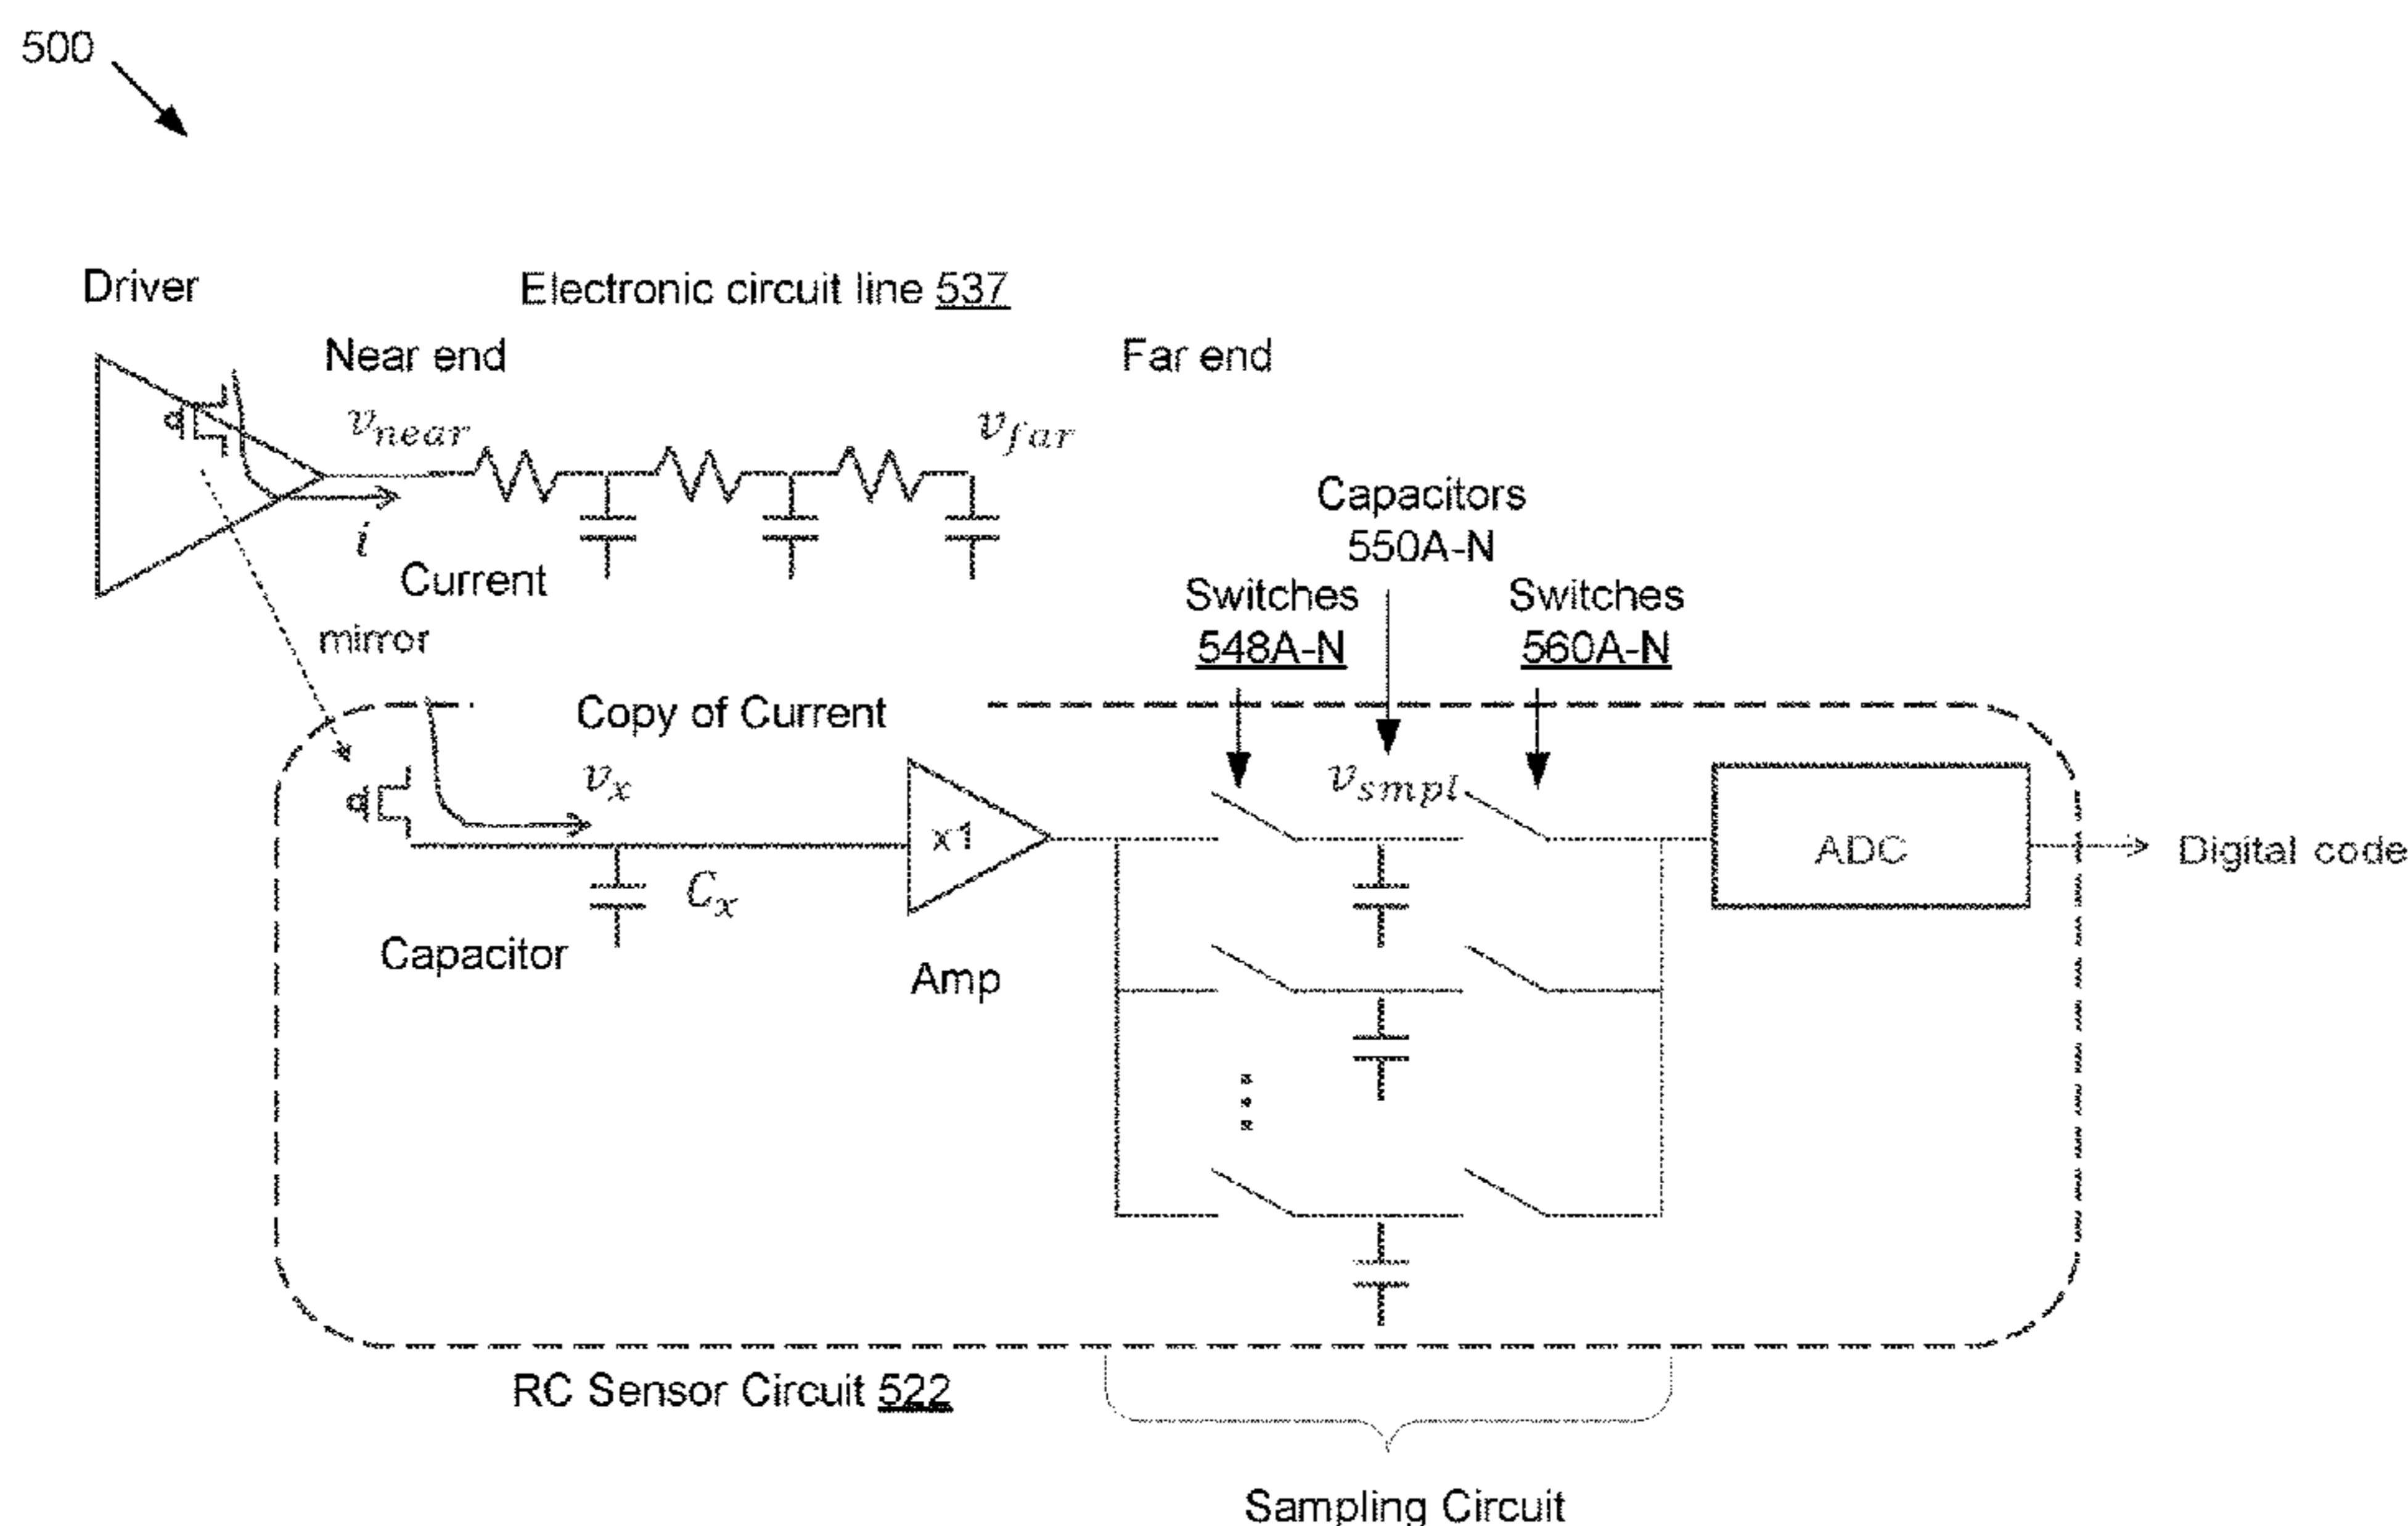 500
Driver
Electronic circuit line 537
Near end
Far end
v_near
v_far
i
Current
mirror
Capacitors
550A-N
Switches
548A-N
Switches
560A-N
Copy of Current
v_x
v_smpl
x1
ADC
Digital code
C_x
Capacitor
Amp
RC Sensor Circuit 522
Sampling Circuit